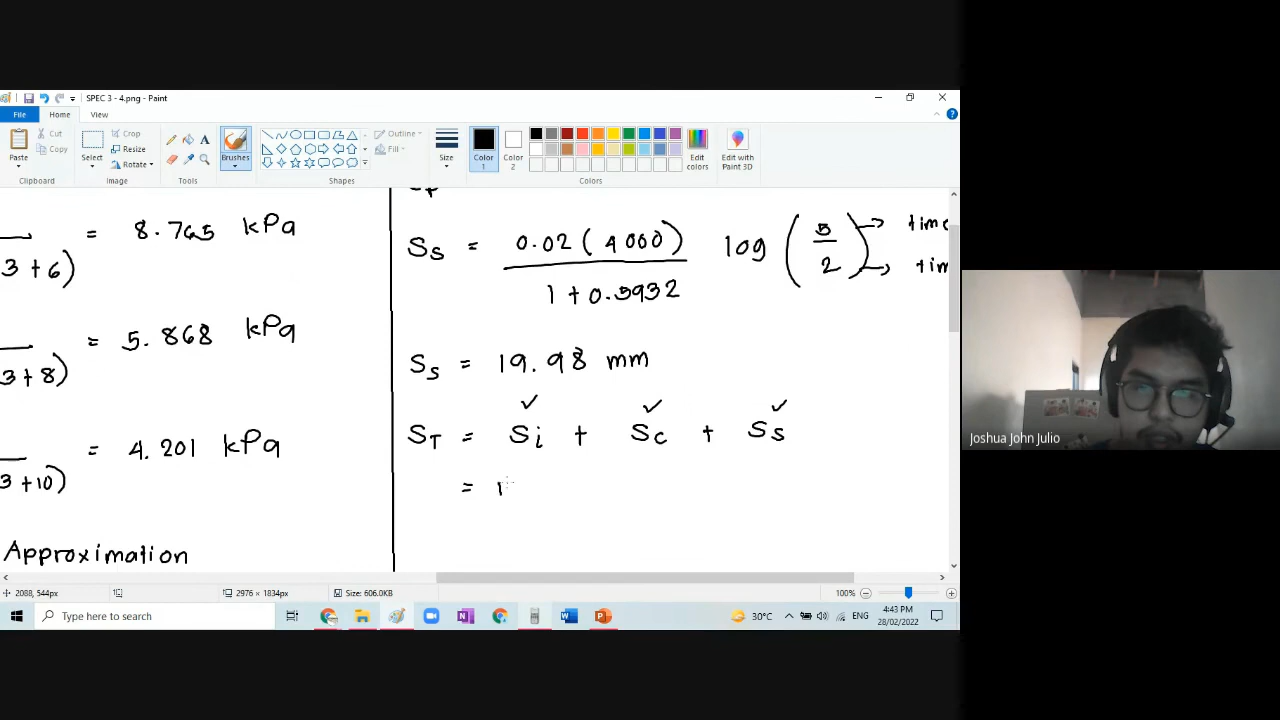 SPEC 3 - 4.png - Paint
File Home View
Paste Cut Copy Clipboard
Select Crop Resize Rotate Image
Tools
Brushes
Outline Fill Shapes
Size
Color 1 Color 2
Edit colors
Colors
Edit with Paint 3D
3 + 6) = 8.765 kPa
3 + 8) = 5.868 kPa
3 + 10) = 4.201 kPa
Approximation
Ss = 0.02 (4000) log ( 5 / 2 )
1 + 0.5932
Ss = 19.98 mm
ST = Si + Sc + Ss
=
Joshua John Julio
2088, 544px 2976 × 1834px Size: 606.0KB 100%
Type here to search
30°C ENG 4:43 PM
28/02/2022